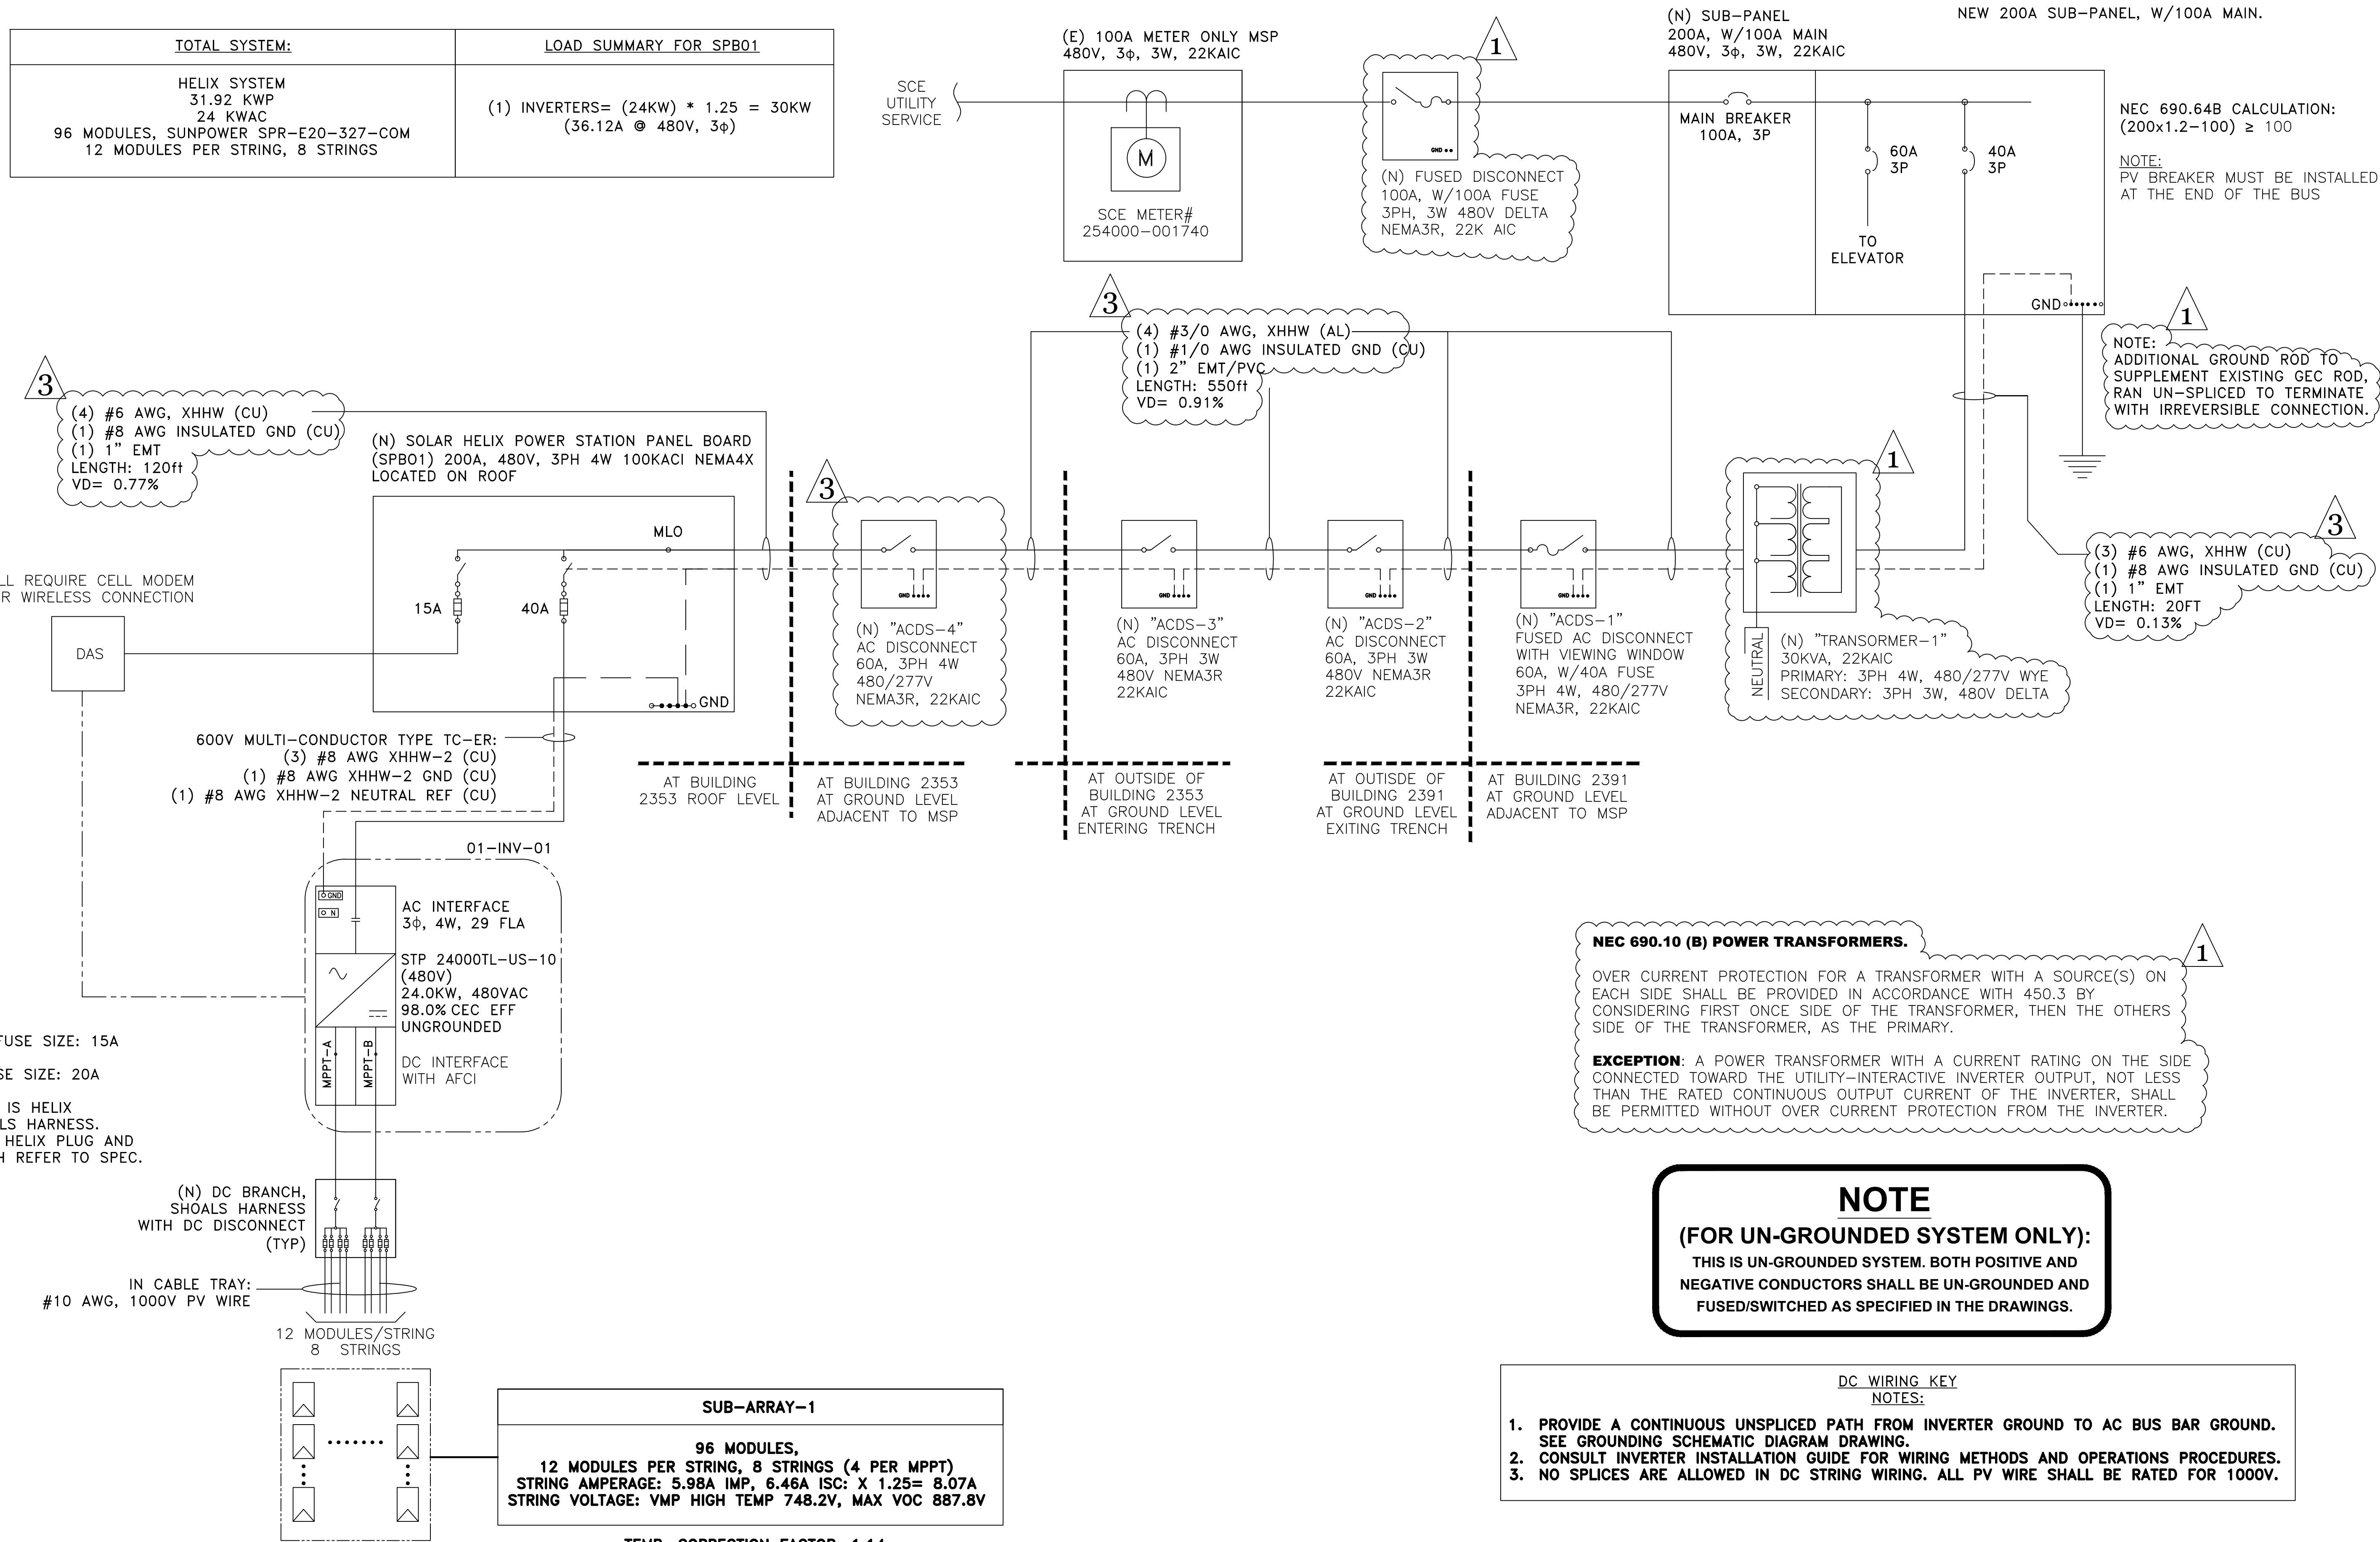 TOTAL SYSTEM:
HELIX SYSTEM
31.92 KWP
24 KWAC
96 MODULES, SUNPOWER SPR-E20-327-COM
12 MODULES PER STRING, 8 STRINGS
LOAD SUMMARY FOR SPB01
(1) INVERTERS= (24KW) * 1.25 = 30KW
(36.12A @ 480V, 3ϕ)
SCE
UTILITY
SERVICE
(E) 100A METER ONLY MSP
480V, 3ϕ, 3W, 22KAIC
M
SCE METER#
254000-001740
1
GND
(N) FUSED DISCONNECT
100A, W/100A FUSE
3PH, 3W 480V DELTA
NEMA3R, 22K AIC
(N) SUB-PANEL
200A, W/100A MAIN
480V, 3ϕ, 3W, 22KAIC
NEW 200A SUB-PANEL, W/100A MAIN.
MAIN BREAKER
100A, 3P
60A
3P
40A
3P
TO
ELEVATOR
GND
NEC 690.64B CALCULATION:
(200x1.2-100) ≥ 100
NOTE:
PV BREAKER MUST BE INSTALLED
AT THE END OF THE BUS
1
NOTE:
ADDITIONAL GROUND ROD TO
SUPPLEMENT EXISTING GEC ROD,
RAN UN-SPLICED TO TERMINATE
WITH IRREVERSIBLE CONNECTION.
3
(4) #6 AWG, XHHW (CU)
(1) #8 AWG INSULATED GND (CU)
(1) 1" EMT
LENGTH: 120ft
VD= 0.77%
3
(4) #3/0 AWG, XHHW (AL)
(1) #1/0 AWG INSULATED GND (CU)
(1) 2" EMT/PVC
LENGTH: 550ft
VD= 0.91%
(N) SOLAR HELIX POWER STATION PANEL BOARD
(SPB01) 200A, 480V, 3PH 4W 100KACI NEMA4X
LOCATED ON ROOF
MLO
15A
40A
GND
LL REQUIRE CELL MODEM
R WIRELESS CONNECTION
DAS
3
GND
(N) "ACDS-4"
AC DISCONNECT
60A, 3PH 4W
480/277V
NEMA3R, 22KAIC
GND
(N) "ACDS-3"
AC DISCONNECT
60A, 3PH 3W
480V NEMA3R
22KAIC
GND
(N) "ACDS-2"
AC DISCONNECT
60A, 3PH 3W
480V NEMA3R
22KAIC
GND
(N) "ACDS-1"
FUSED AC DISCONNECT
WITH VIEWING WINDOW
60A, W/40A FUSE
3PH 4W, 480/277V
NEMA3R, 22KAIC
1
NEUTRAL
(N) "TRANSORMER-1"
30KVA, 22KAIC
PRIMARY: 3PH 4W, 480/277V WYE
SECONDARY: 3PH 3W, 480V DELTA
3
(3) #6 AWG, XHHW (CU)
(1) #8 AWG INSULATED GND (CU)
(1) 1" EMT
LENGTH: 20FT
VD= 0.13%
600V MULTI-CONDUCTOR TYPE TC-ER:
(3) #8 AWG XHHW-2 (CU)
(1) #8 AWG XHHW-2 GND (CU)
(1) #8 AWG XHHW-2 NEUTRAL REF (CU)
AT BUILDING
2353 ROOF LEVEL
AT BUILDING 2353
AT GROUND LEVEL
ADJACENT TO MSP
AT OUTSIDE OF
BUILDING 2353
AT GROUND LEVEL
ENTERING TRENCH
AT OUTISDE OF
BUILDING 2391
AT GROUND LEVEL
EXITING TRENCH
AT BUILDING 2391
AT GROUND LEVEL
ADJACENT TO MSP
01-INV-01
GND
N
AC INTERFACE
3ϕ, 4W, 29 FLA
STP 24000TL-US-10
(480V)
24.0KW, 480VAC
98.0% CEC EFF
UNGROUNDED
MPPT-A
MPPT-B
DC INTERFACE
WITH AFCI
FUSE SIZE: 15A
SE SIZE: 20A
IS HELIX
LS HARNESS.
HELIX PLUG AND
H REFER TO SPEC.
(N) DC BRANCH,
SHOALS HARNESS
WITH DC DISCONNECT
(TYP)
IN CABLE TRAY:
#10 AWG, 1000V PV WIRE
12 MODULES/STRING
8 STRINGS
SUB-ARRAY-1
96 MODULES,
12 MODULES PER STRING, 8 STRINGS (4 PER MPPT)
STRING AMPERAGE: 5.98A IMP, 6.46A ISC: X 1.25= 8.07A
STRING VOLTAGE: VMP HIGH TEMP 748.2V, MAX VOC 887.8V
TEMP. CORRECTION FACTOR: 1.14
1
NEC 690.10 (B) POWER TRANSFORMERS.
OVER CURRENT PROTECTION FOR A TRANSFORMER WITH A SOURCE(S) ON
EACH SIDE SHALL BE PROVIDED IN ACCORDANCE WITH 450.3 BY
CONSIDERING FIRST ONCE SIDE OF THE TRANSFORMER, THEN THE OTHERS
SIDE OF THE TRANSFORMER, AS THE PRIMARY.
EXCEPTION: A POWER TRANSFORMER WITH A CURRENT RATING ON THE SIDE
CONNECTED TOWARD THE UTILITY-INTERACTIVE INVERTER OUTPUT, NOT LESS
THAN THE RATED CONTINUOUS OUTPUT CURRENT OF THE INVERTER, SHALL
BE PERMITTED WITHOUT OVER CURRENT PROTECTION FROM THE INVERTER.
NOTE
(FOR UN-GROUNDED SYSTEM ONLY):
THIS IS UN-GROUNDED SYSTEM. BOTH POSITIVE AND
NEGATIVE CONDUCTORS SHALL BE UN-GROUNDED AND
FUSED/SWITCHED AS SPECIFIED IN THE DRAWINGS.
DC WIRING KEY
NOTES:
1. PROVIDE A CONTINUOUS UNSPLICED PATH FROM INVERTER GROUND TO AC BUS BAR GROUND.
SEE GROUNDING SCHEMATIC DIAGRAM DRAWING.
2. CONSULT INVERTER INSTALLATION GUIDE FOR WIRING METHODS AND OPERATIONS PROCEDURES.
3. NO SPLICES ARE ALLOWED IN DC STRING WIRING. ALL PV WIRE SHALL BE RATED FOR 1000V.